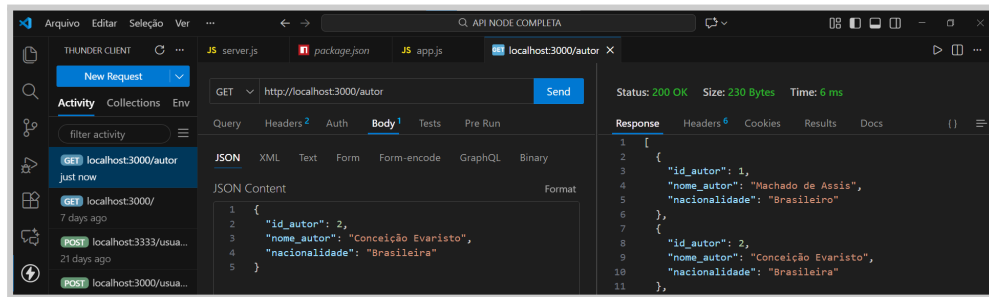 Arquivo Editar Seleção Ver ··· ← → API NODE COMPLETA
THUNDER CLIENT ···
New Request
Activity Collections Env
filter activity
GET localhost:3000/autor
just now
GET localhost:3000/
7 days ago
POST localhost:3333/usua...
21 days ago
POST localhost:3000/usua...
JS server.js package.json JS app.js GET localhost:3000/autor ×
GET http://localhost:3000/autor Send
Query Headers 2 Auth Body 1 Tests Pre Run
JSON XML Text Form Form-encode GraphQL Binary
JSON Content Format
1 {
2 "id_autor": 2,
3 "nome_autor": "Conceição Evaristo",
4 "nacionalidade": "Brasileira"
5 }
Status: 200 OK Size: 230 Bytes Time: 6 ms
Response Headers 6 Cookies Results Docs { }
1 [
2 {
3 "id_autor": 1,
4 "nome_autor": "Machado de Assis",
5 "nacionalidade": "Brasileiro"
6 },
7 {
8 "id_autor": 2,
9 "nome_autor": "Conceição Evaristo",
10 "nacionalidade": "Brasileira"
11 },